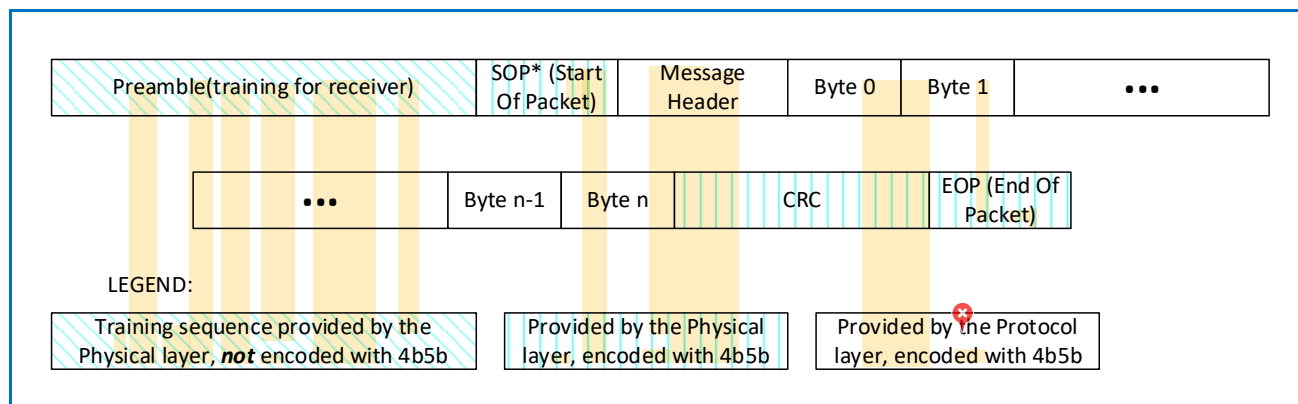 Preamble(training for receiver)
SOP* (Start
Of Packet)
Message
Header
Byte 0
Byte 1
•••
•••
Byte n-1
Byte n
CRC
EOP (End Of
Packet)
LEGEND:
Training sequence provided by the
Physical layer, not encoded with 4b5b
Provided by the Physical
layer, encoded with 4b5b
Provided by the Protocol
layer, encoded with 4b5b